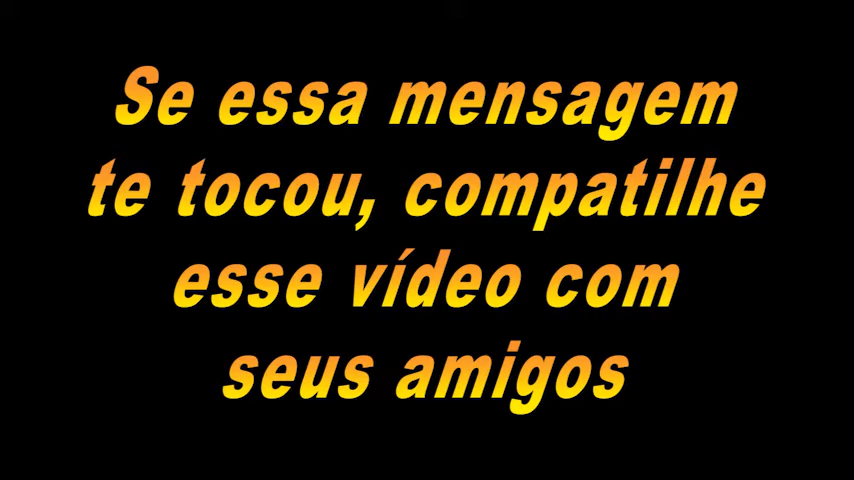 Se essa mensagem
te tocou, compatilhe
esse vídeo com
seus amigos